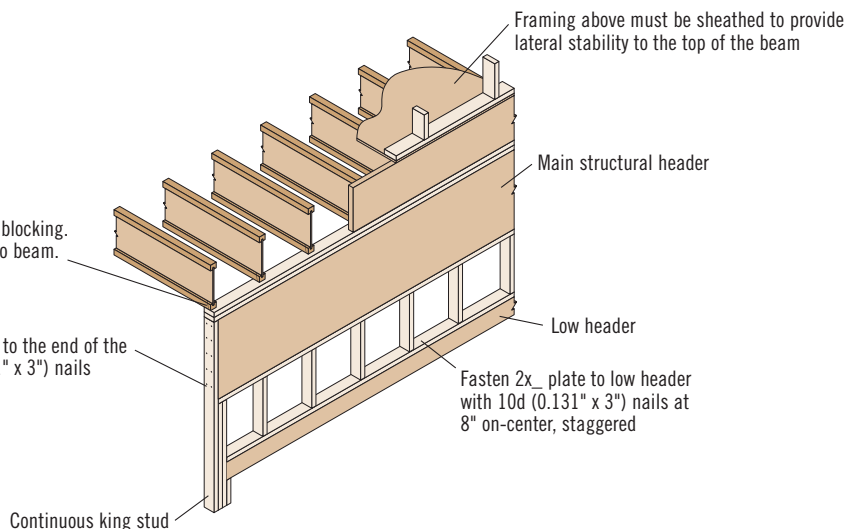 Framing above must be sheathed to provide
lateral stability to the top of the beam
Main structural header
blocking.
o beam.
to the end of the
" x 3") nails
Low header
Fasten 2x_ plate to low header
with 10d (0.131" x 3") nails at
8" on-center, staggered
Continuous king stud